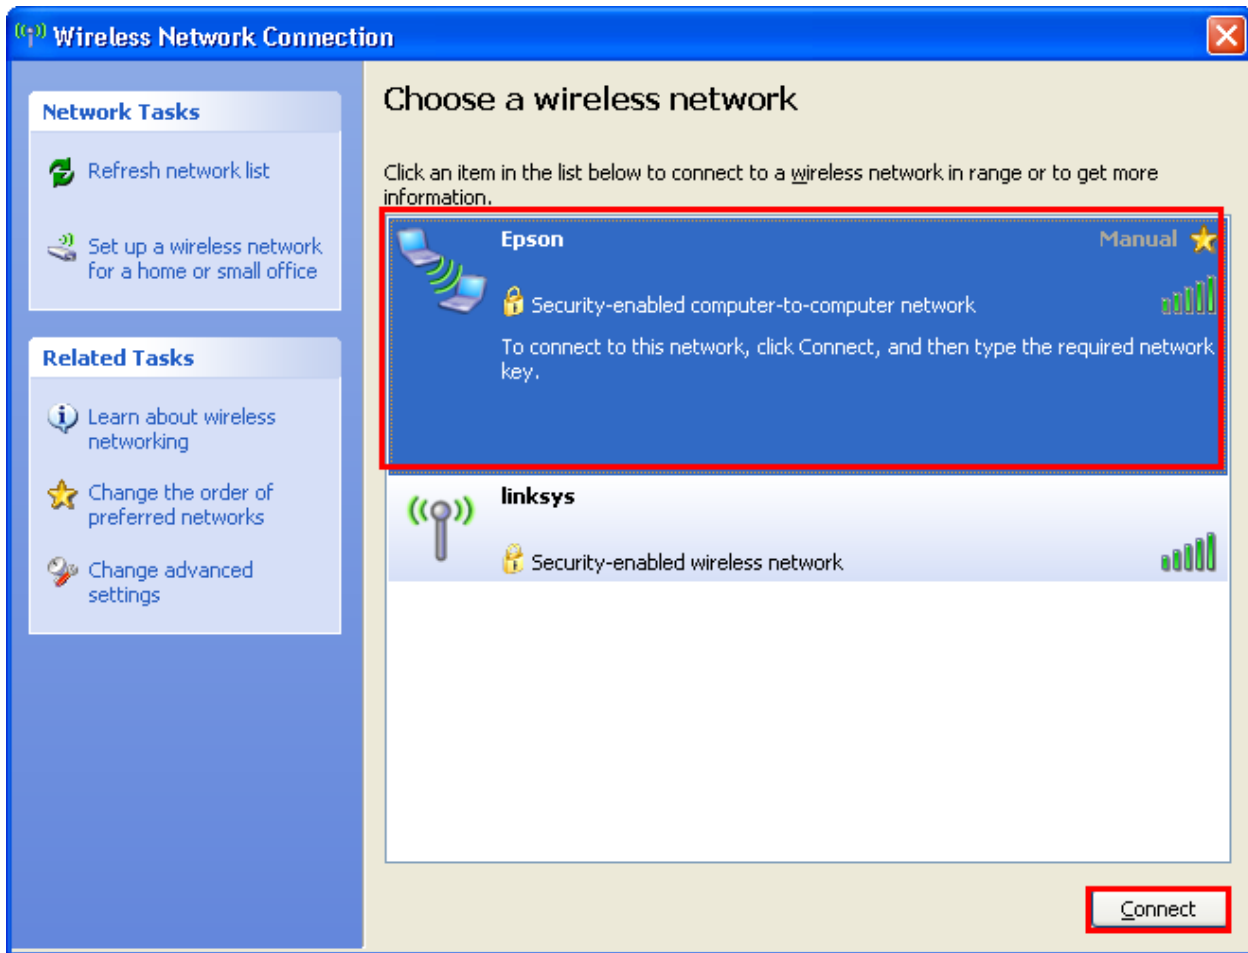 Wireless Network Connection
Network Tasks
Refresh network list
Set up a wireless network
for a home or small office
Related Tasks
Learn about wireless
networking
Change the order of
preferred networks
Change advanced
settings
Choose a wireless network
Click an item in the list below to connect to a wireless network in range or to get more
information.
Epson
Manual
Security-enabled computer-to-computer network
To connect to this network, click Connect, and then type the required network
key.
linksys
Security-enabled wireless network
Connect